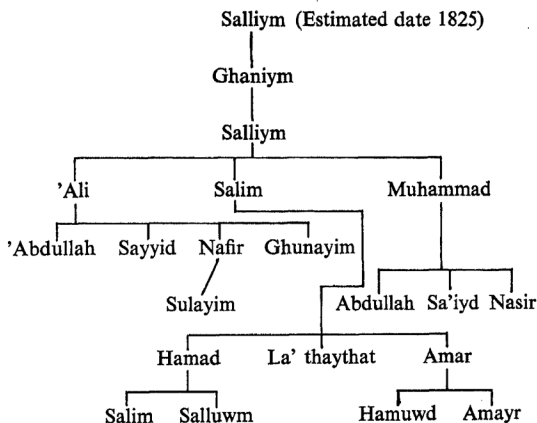 Salliym (Estimated date 1825)
Ghaniym
Salliym
'Ali Salim Muhammad
'Abdullah Sayyid Nafir Ghunayim
Sulayim Abdullah Sa'iyd Nasir
Hamad La' thaythat Amar
Salim Salluwm Hamuwd Amayr